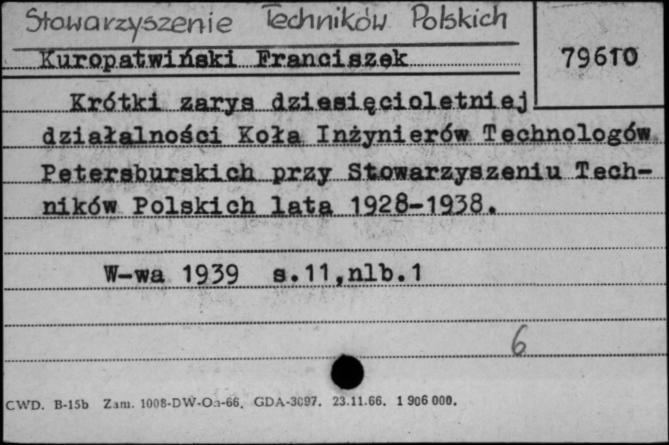 Stowarzyszenie Techników Polskich
Kuropatwiński Franciszek
79610
Krótki zarys dziesięcioletniej
działalności Koła Inżynierów Technologów
Petersburskich przy Stowarzyszeniu Tech-
ników Polskich lata 1928-1938.
W-wa 1939 s.11,nlb.1
6
CWD. B-15b Zam. 1008-DW-Oa-66. GDA-3097. 23.11.66. 1 906 000.